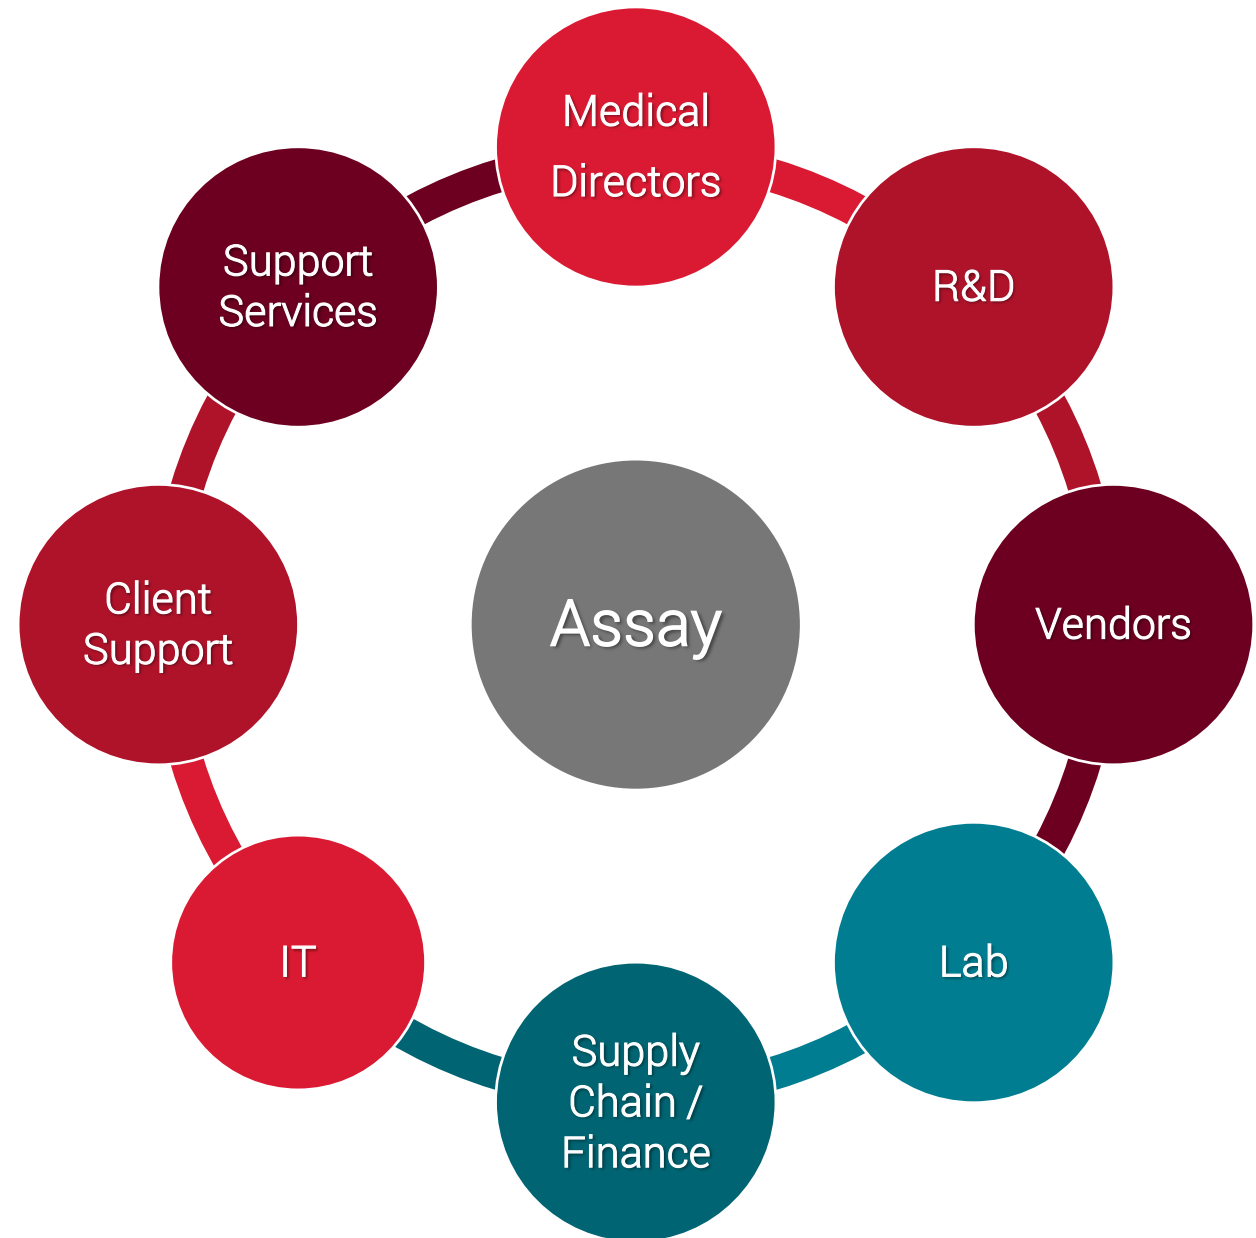 Medical
Directors
R&D
Vendors
Lab
Supply
Chain /
Finance
IT
Client
Support
Support
Services
Assay